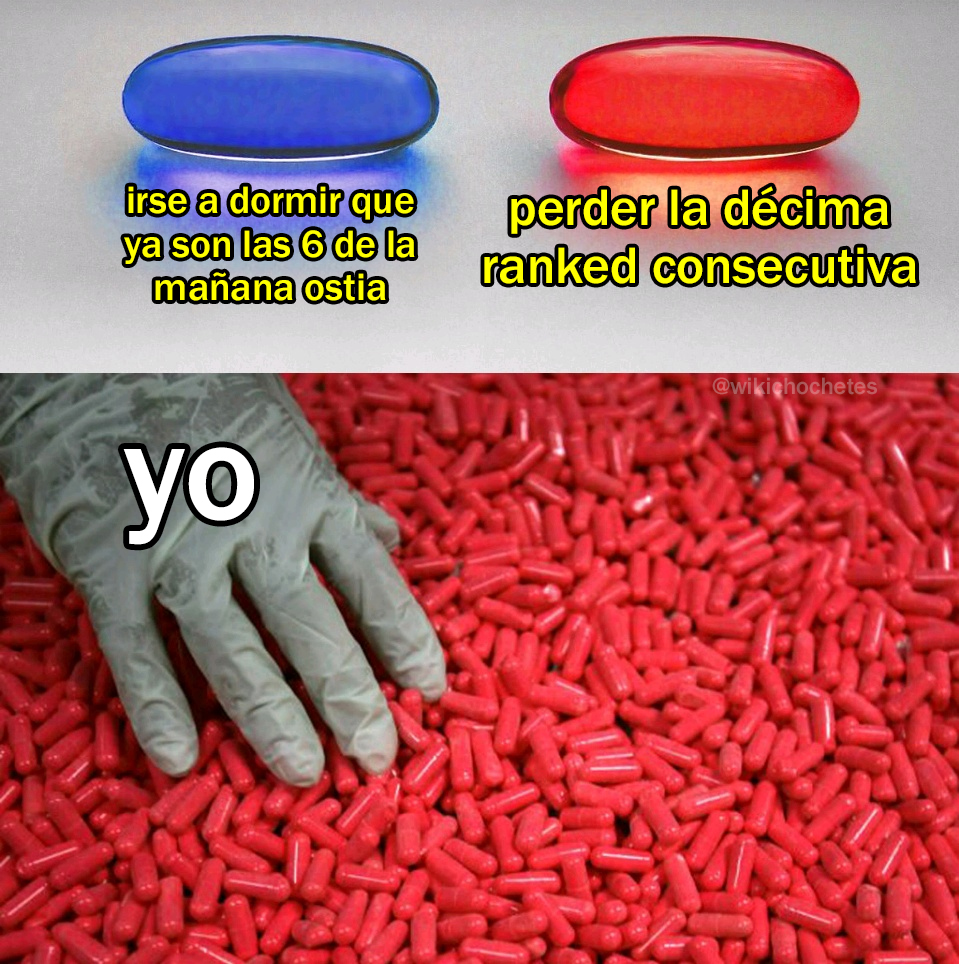 irse a dormir que
ya son las 6 de la
mañana ostia
perder la décima
ranked consecutiva
@wikichochetes
yo